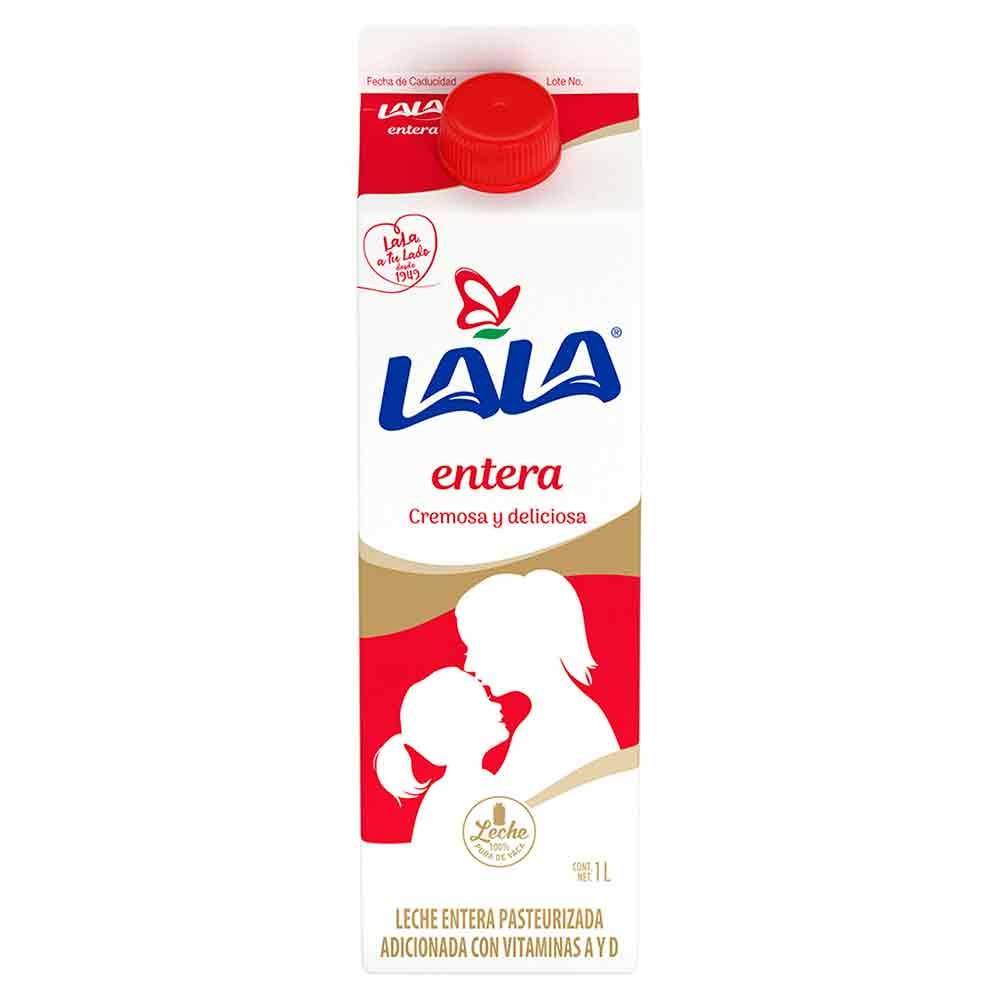 Fecha de Caducidad
Lote No.
LALA
entera
LaLa
a Tu Lado
desde
1949
LALA®
entera
Cremosa y deliciosa
Leche
100%
PURA DE VACA
CONT.
NET. 1 L
LECHE ENTERA PASTEURIZADA
ADICIONADA CON VITAMINAS A Y D